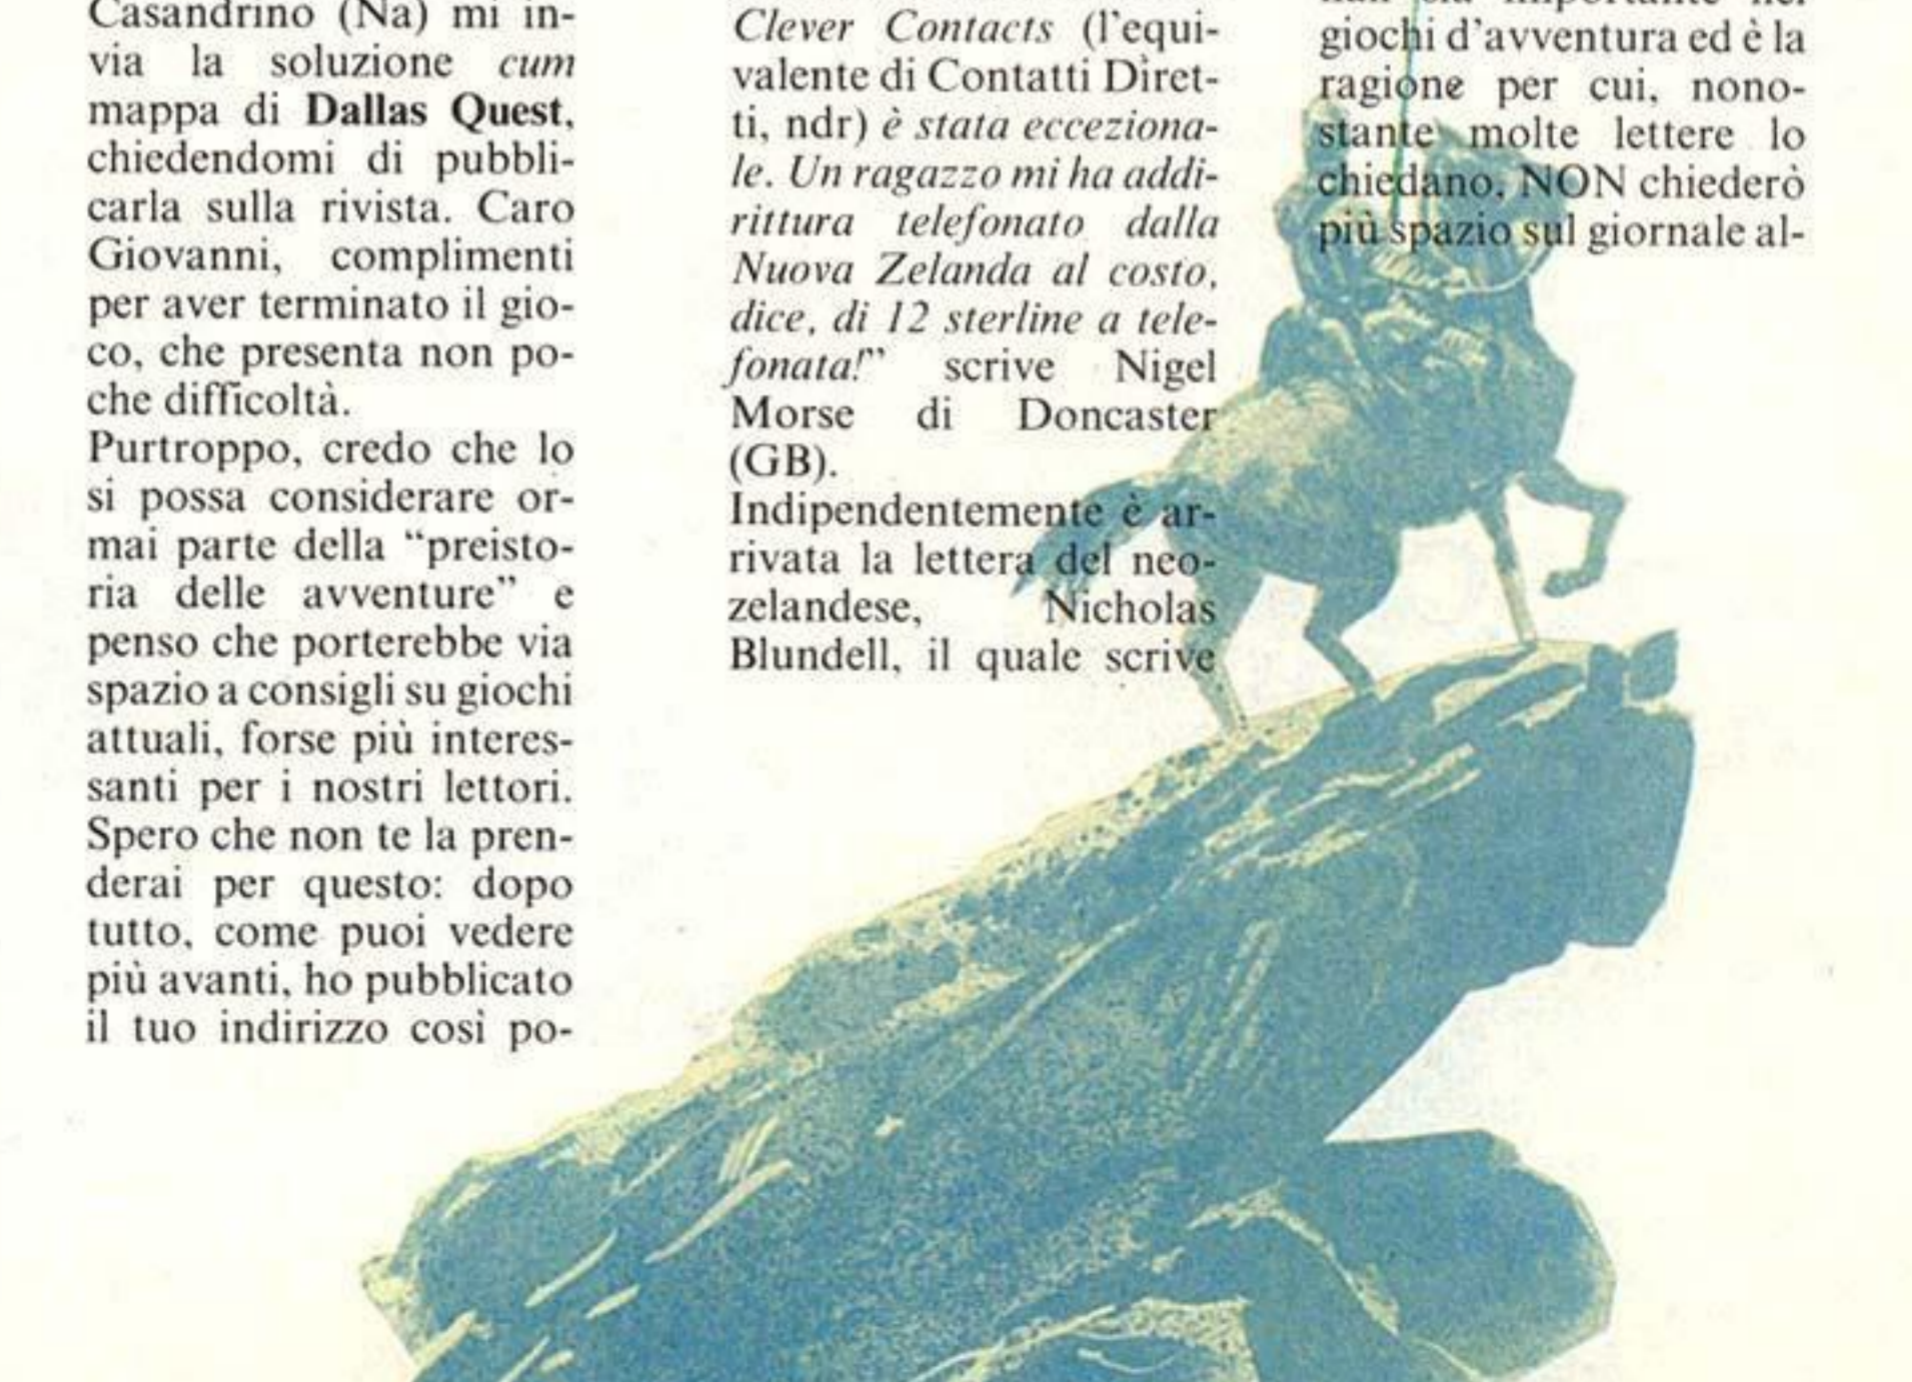 Casandrino (Na) mi in-
via la soluzione cum
mappa di Dallas Quest,
chiedendomi di pubbli-
carla sulla rivista. Caro
Giovanni, complimenti
per aver terminato il gio-
co, che presenta non po-
che difficoltà.
Purtroppo, credo che lo
si possa considerare or-
mai parte della “preisto-
ria delle avventure” e
penso che porterebbe via
spazio a consigli su giochi
attuali, forse più interes-
santi per i nostri lettori.
Spero che non te la pren-
derai per questo: dopo
tutto, come puoi vedere
più avanti, ho pubblicato
il tuo indirizzo così po-
Clever Contacts (l'equi-
valente di Contatti Diret-
ti, ndr) è stata ecceziona-
le. Un ragazzo mi ha addi-
rittura telefonato dalla
Nuova Zelanda al costo,
dice, di 12 sterline a tele-
fonata!” scrive Nigel
Morse di Doncaster
(GB).
Indipendentemente è ar-
rivata la lettera del neo-
zelandese, Nicholas
Blundell, il quale scrive
sia importante nei
giochi d'avventura ed è la
ragione per cui, nono-
stante molte lettere lo
chiedano, NON chiederò
più spazio sul giornale al-